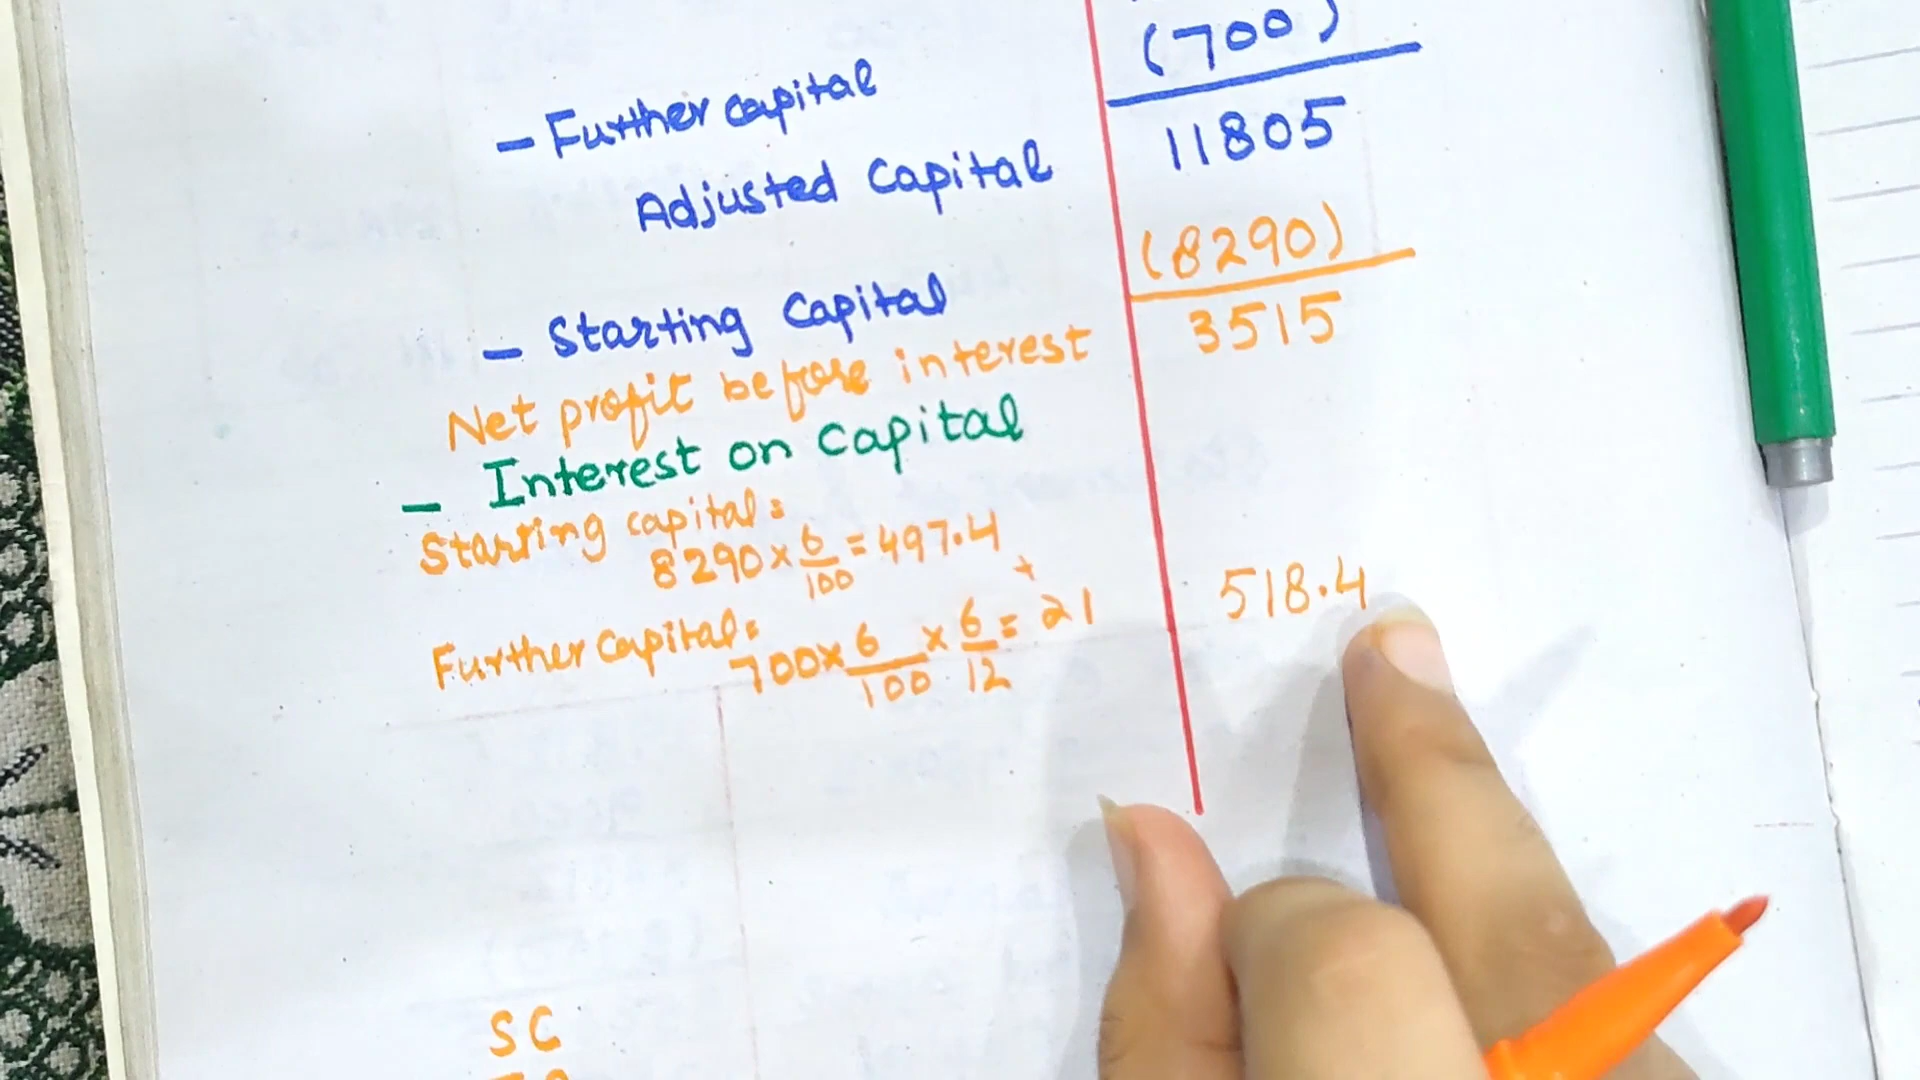 (700)
- Further capital
11805
Adjusted Capital
(8290)
- Starting Capital
3515
Net profit before interest
- Interest on Capital
Starting capital =
8290 × 6/100 = 497.4
+
518.4
Further capital =
700 × 6/100 × 6/12 = 21
SC